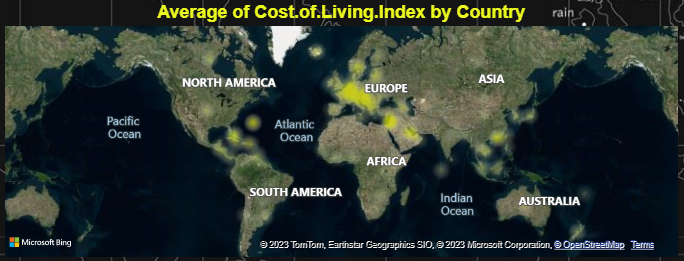 Average of Cost.of.Living.Index by Country
rain
NORTH AMERICA
EUROPE
ASIA
Pacific
Ocean
Atlantic
Ocean
AFRICA
SOUTH AMERICA
Indian
Ocean
AUSTRALIA
Microsoft Bing
© 2023 TomTom, Earthstar Geographics SIO, © 2023 Microsoft Corporation, © OpenStreetMap Terms